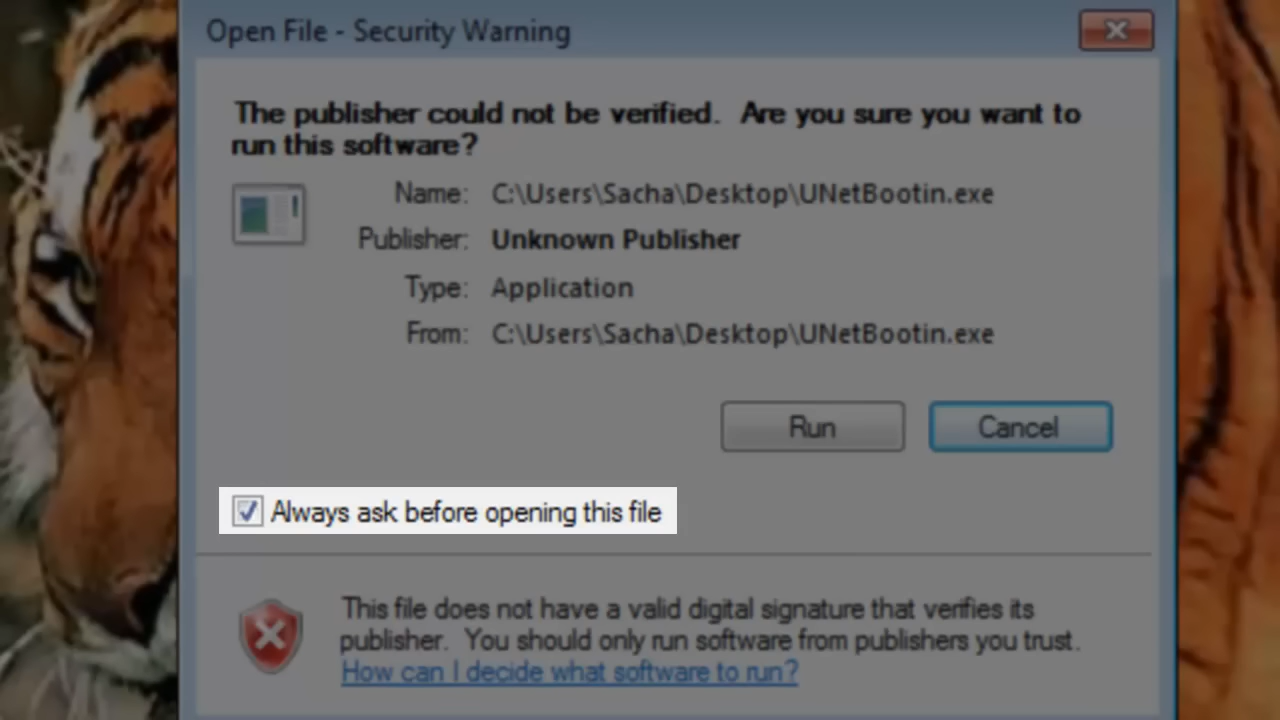 Open File - Security Warning
The publisher could not be verified. Are you sure you want to
run this software?
Name: C:\Users\Sacha\Desktop\UNetBootin.exe
Publisher: Unknown Publisher
Type: Application
From: C:\Users\Sacha\Desktop\UNetBootin.exe
Run Cancel
Always ask before opening this file
This file does not have a valid digital signature that verifies its
publisher. You should only run software from publishers you trust.
How can I decide what software to run?